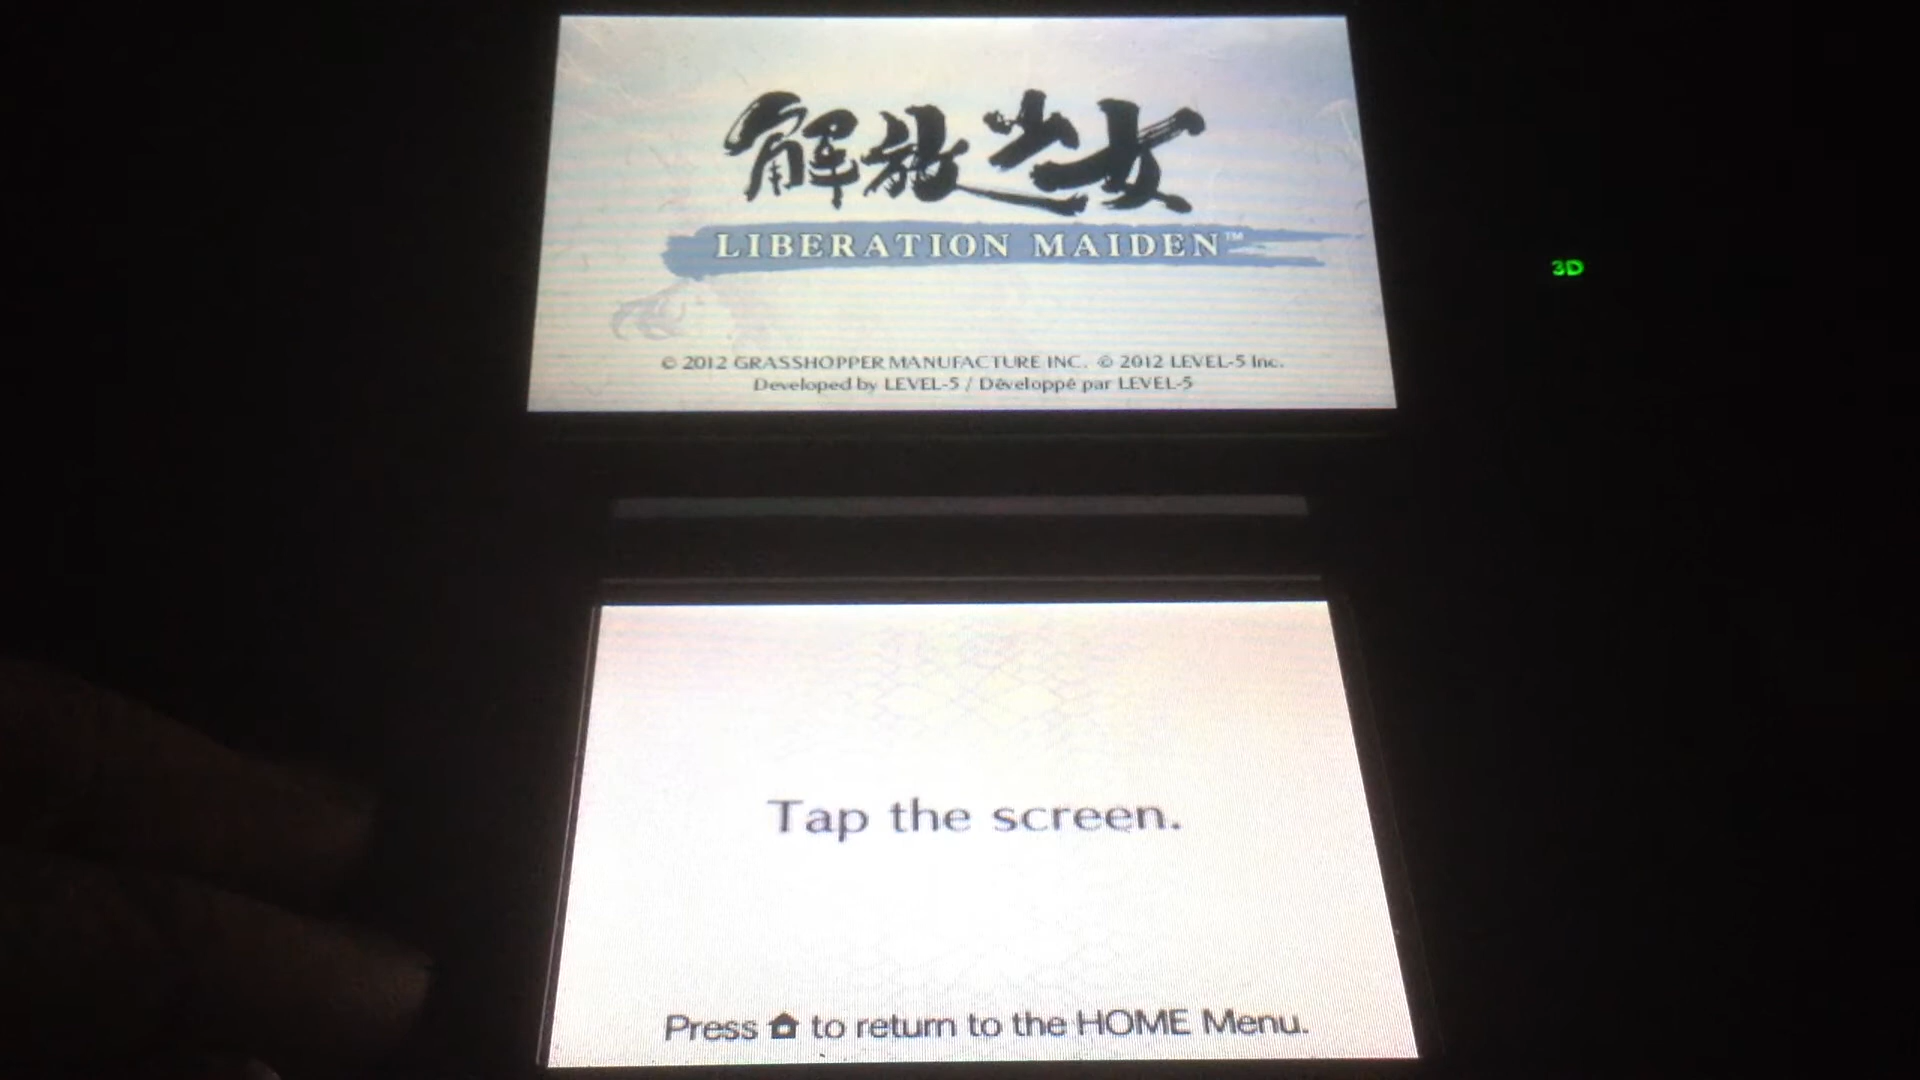 解放少女
LIBERATION MAIDEN™
3D
© 2012 GRASSHOPPER MANUFACTURE INC. © 2012 LEVEL-5 Inc.
Developed by LEVEL-5 / Développé par LEVEL-5
Tap the screen.
Press to return to the HOME Menu.